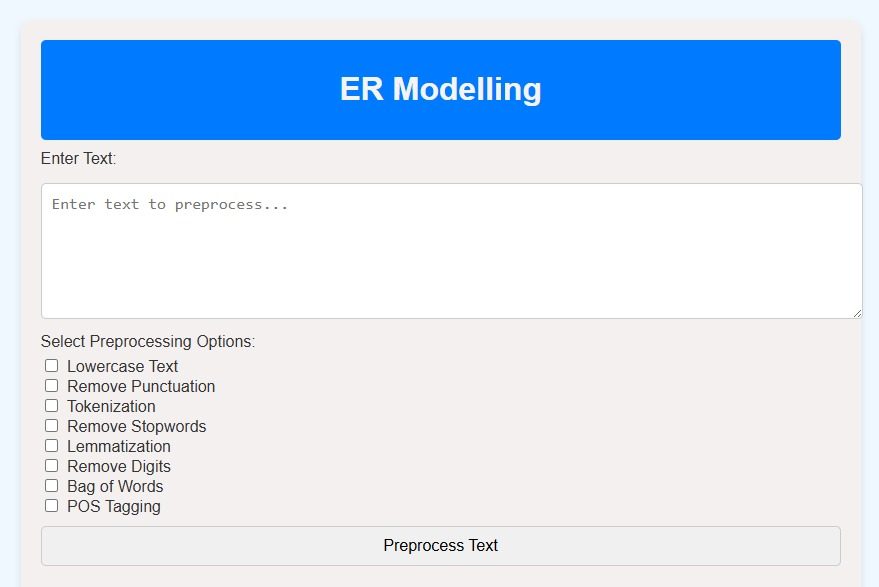 ER Modelling
Enter Text:
Enter text to preprocess...
Select Preprocessing Options:
Lowercase Text
Remove Punctuation
Tokenization
Remove Stopwords
Lemmatization
Remove Digits
Bag of Words
POS Tagging
Preprocess Text